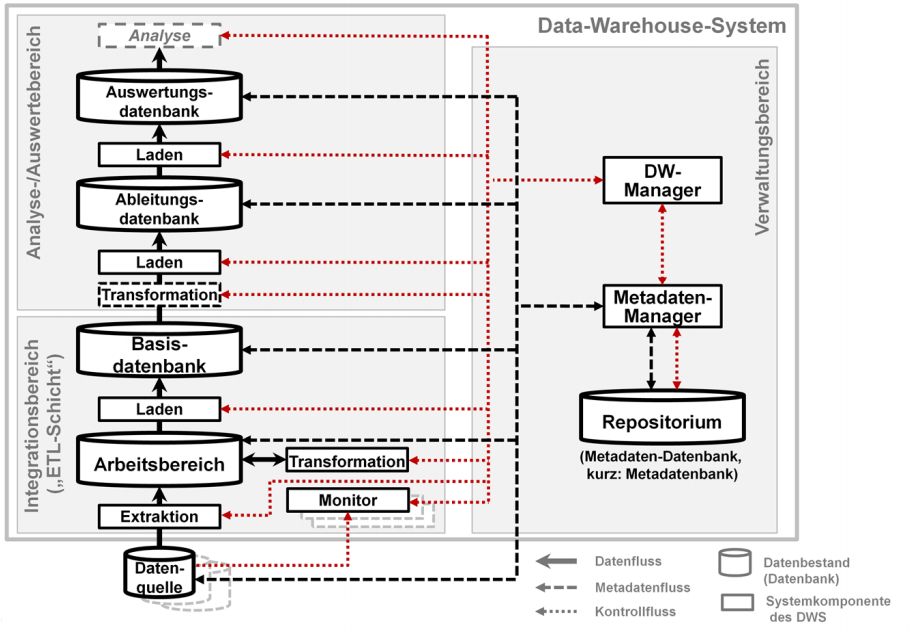 Data-Warehouse-System
Analyse-/Auswertebereich
Analyse
Auswertungs-
datenbank
Laden
Ableitungs-
datenbank
Laden
Transformation
Integrationsbereich
(„ETL-Schicht“)
Basis-
datenbank
Laden
Arbeitsbereich
Transformation
Monitor
Extraktion
Daten-
quelle
Verwaltungsbereich
DW-
Manager
Metadaten-
Manager
Repositorium
(Metadaten-Datenbank,
kurz: Metadatenbank)
Datenfluss
Metadatenfluss
Kontrollfluss
Datenbestand
(Datenbank)
Systemkomponente
des DWS